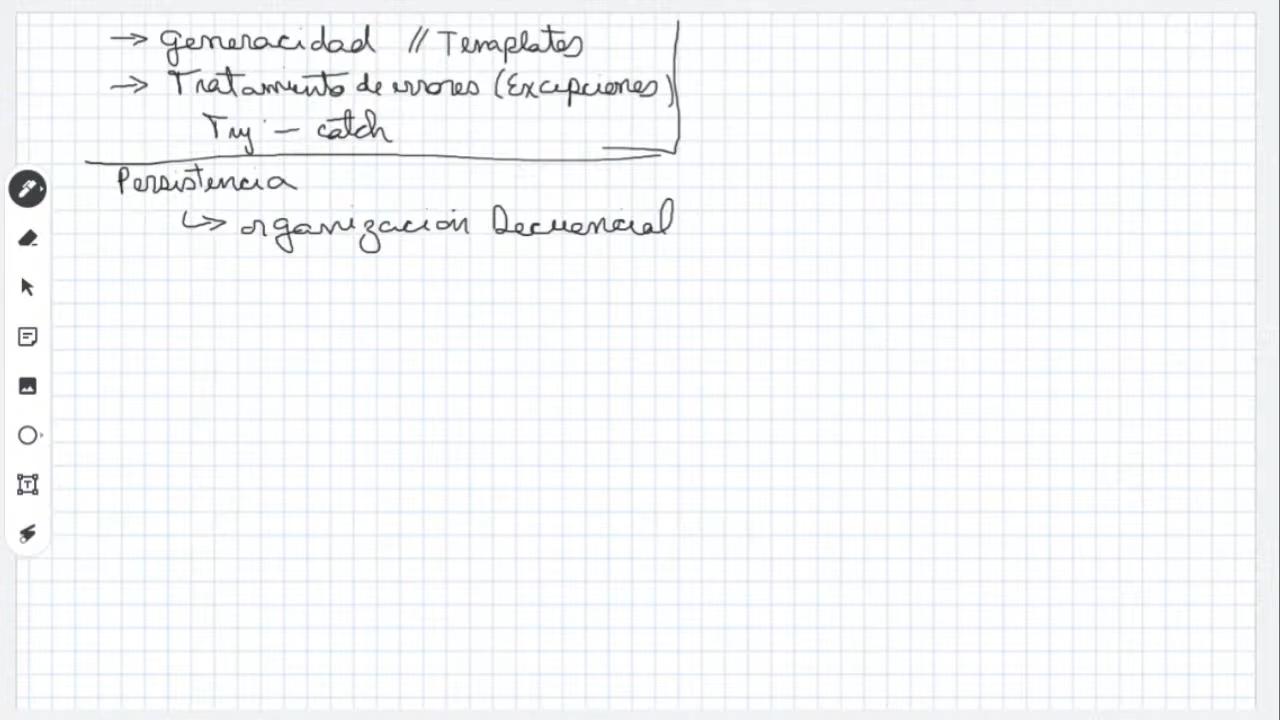 → Generacidad // Templates
→ Tratamiento de errores (Excepciones)
Try - catch
Persistencia
↳ organización Secuencial